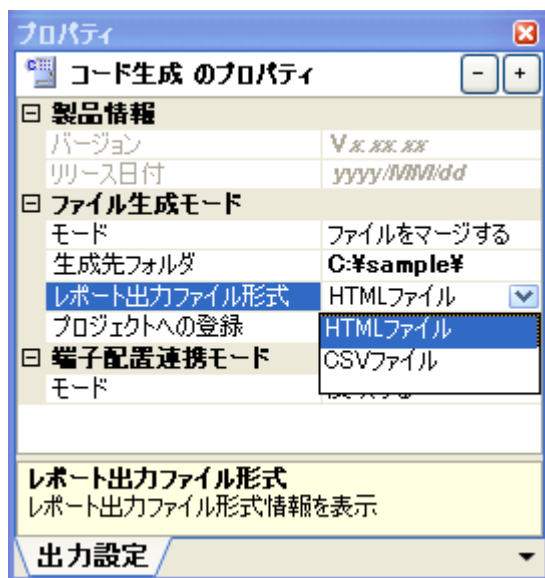 プロパティ
コード生成 のプロパティ
製品情報
バージョン Vx.xx.xx
リリース日付 yyyy/MM/dd
ファイル生成モード
モード ファイルをマージする
生成先フォルダ C:¥sample¥
レポート出力ファイル形式 HTMLファイル
プロジェクトへの登録 HTMLファイル
端子配置連携モード CSVファイル
モード
レポート出力ファイル形式
レポート出力ファイル形式情報を表示
出力設定